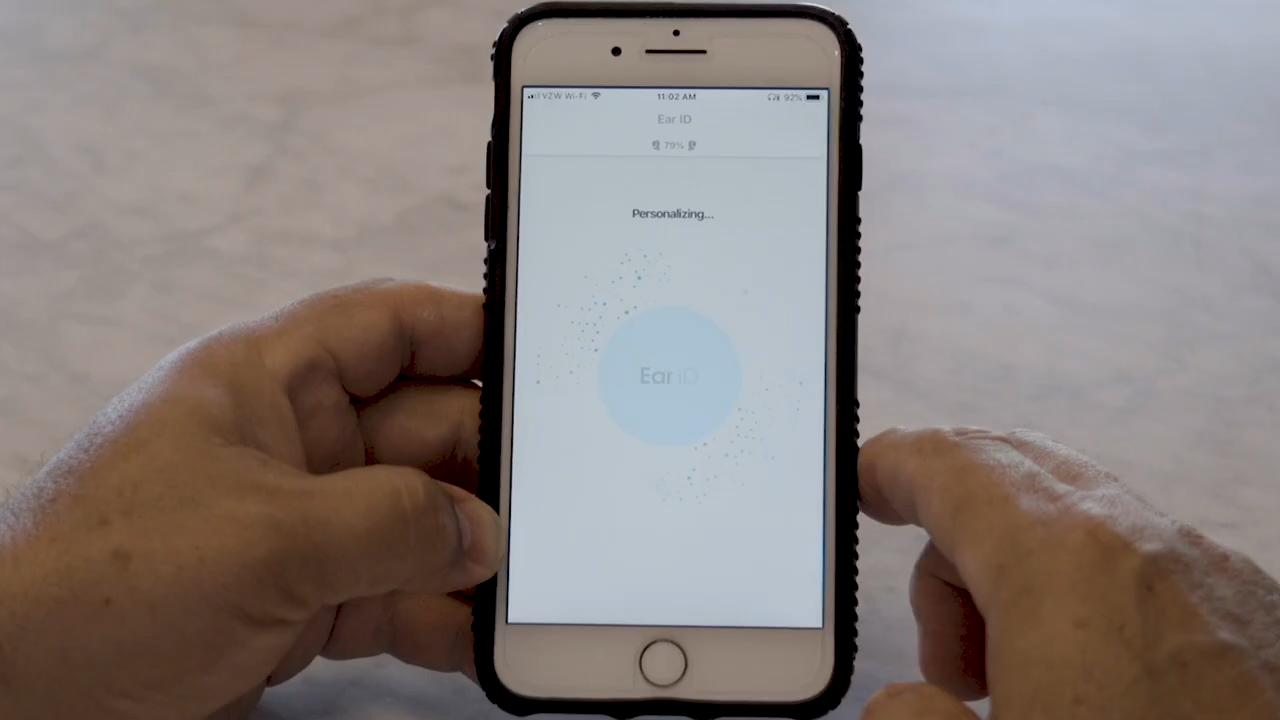 VZW Wi-Fi 11:02 AM 92%
Ear ID
79%
Personalizing...
Ear iD